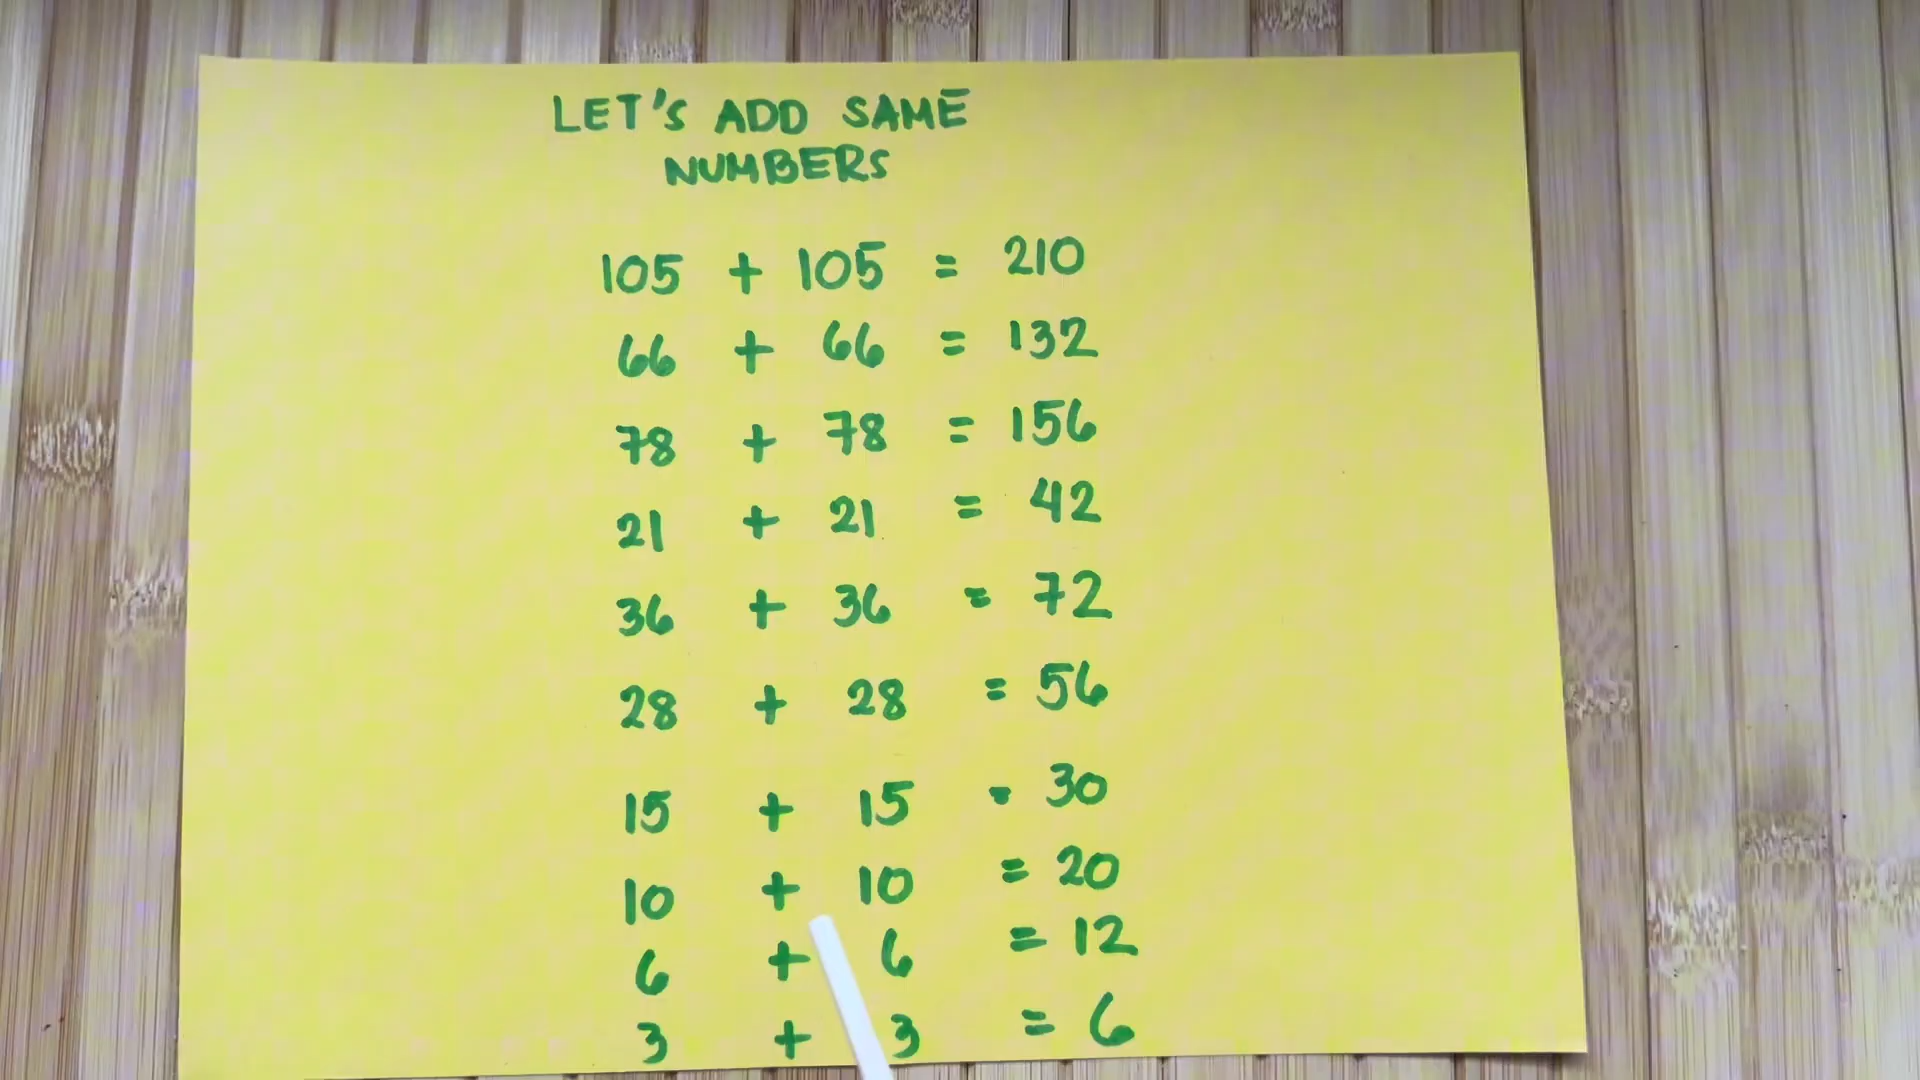 LET'S ADD SAME
NUMBERS
105 + 105 = 210
66 + 66 = 132
78 + 78 = 156
21 + 21 = 42
36 + 36 = 72
28 + 28 = 56
15 + 15 = 30
10 + 10 = 20
6 + 6 = 12
3 + 3 = 6